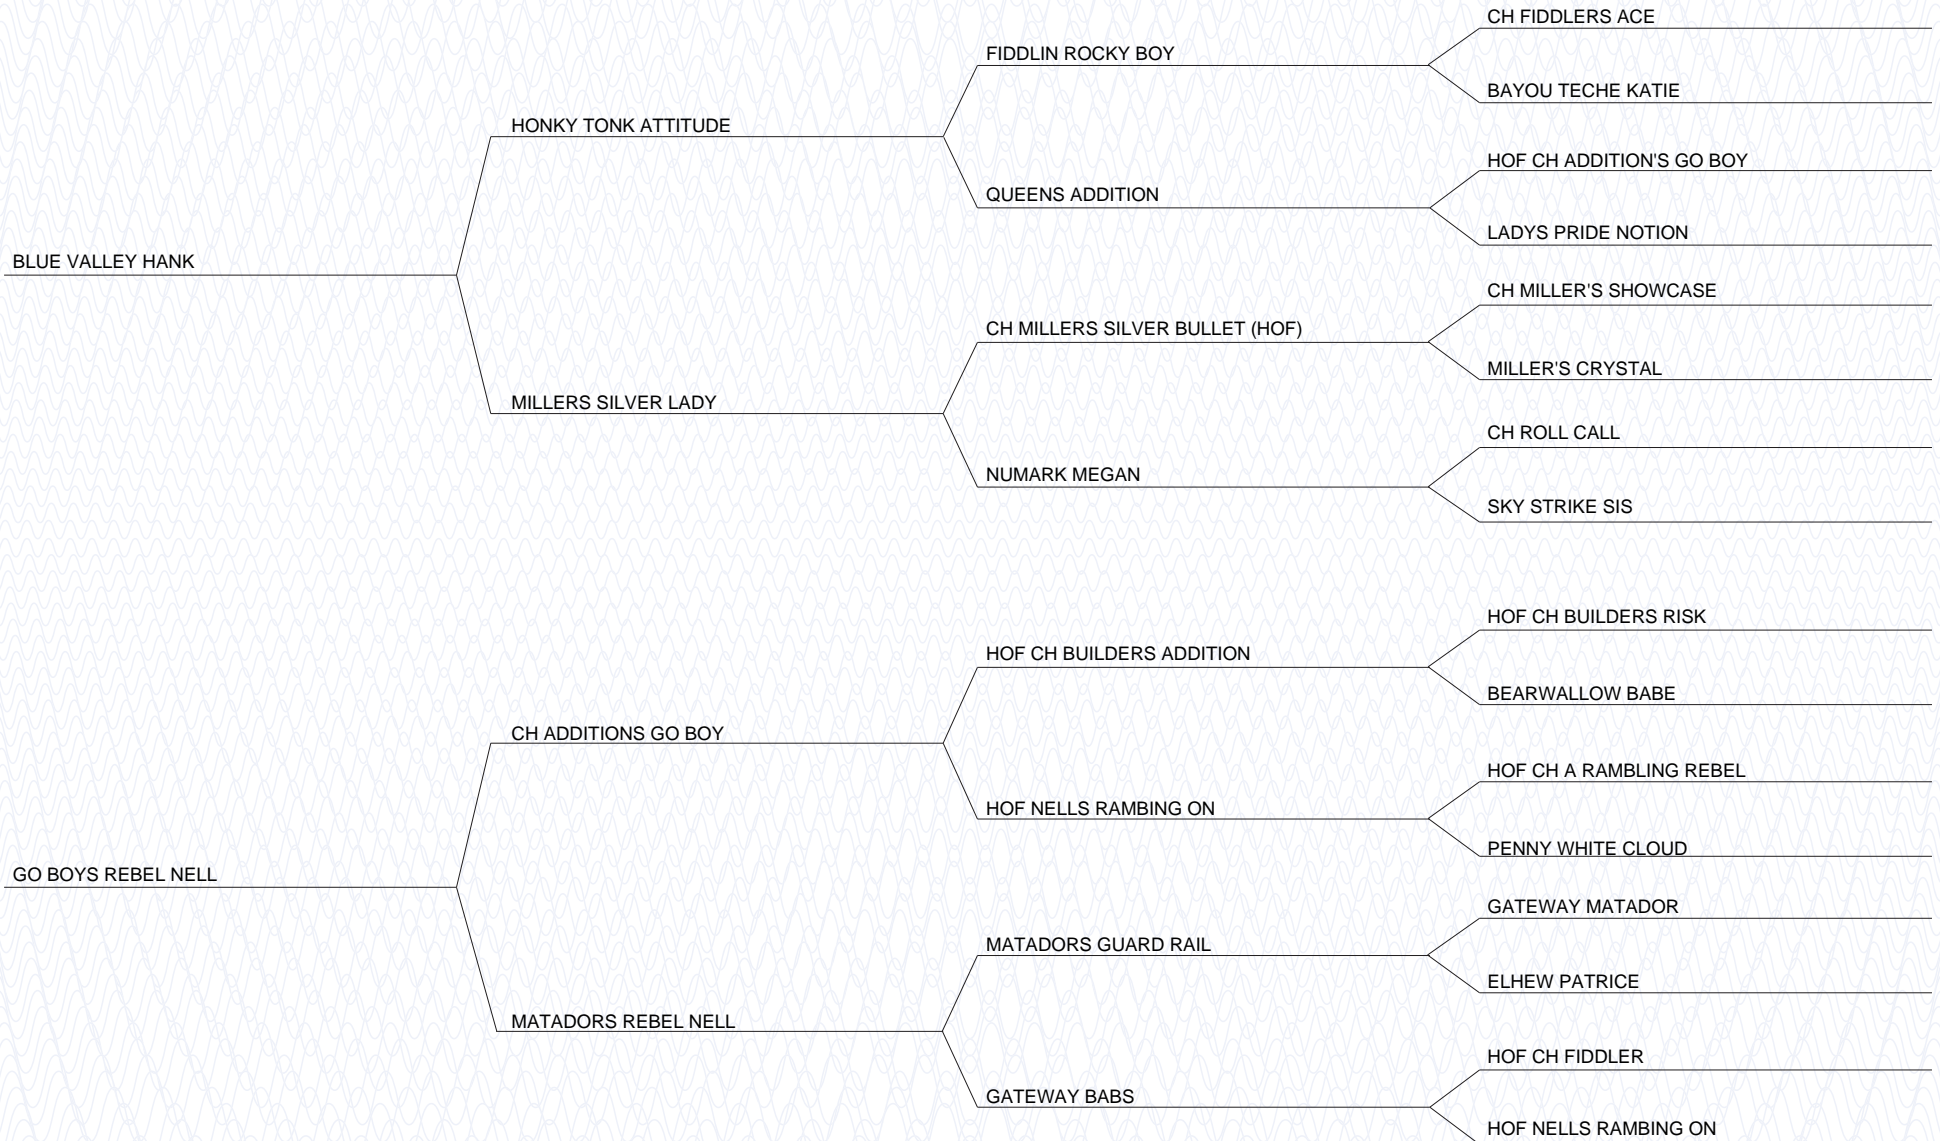 CH FIDDLERS ACE
FIDDLIN ROCKY BOY
BAYOU TECHE KATIE
HONKY TONK ATTITUDE
HOF CH ADDITION'S GO BOY
QUEENS ADDITION
LADYS PRIDE NOTION
BLUE VALLEY HANK
CH MILLER'S SHOWCASE
CH MILLERS SILVER BULLET (HOF)
MILLER'S CRYSTAL
MILLERS SILVER LADY
CH ROLL CALL
NUMARK MEGAN
SKY STRIKE SIS
HOF CH BUILDERS RISK
HOF CH BUILDERS ADDITION
BEARWALLOW BABE
CH ADDITIONS GO BOY
HOF CH A RAMBLING REBEL
HOF NELLS RAMBING ON
PENNY WHITE CLOUD
GO BOYS REBEL NELL
GATEWAY MATADOR
MATADORS GUARD RAIL
ELHEW PATRICE
MATADORS REBEL NELL
HOF CH FIDDLER
GATEWAY BABS
HOF NELLS RAMBING ON